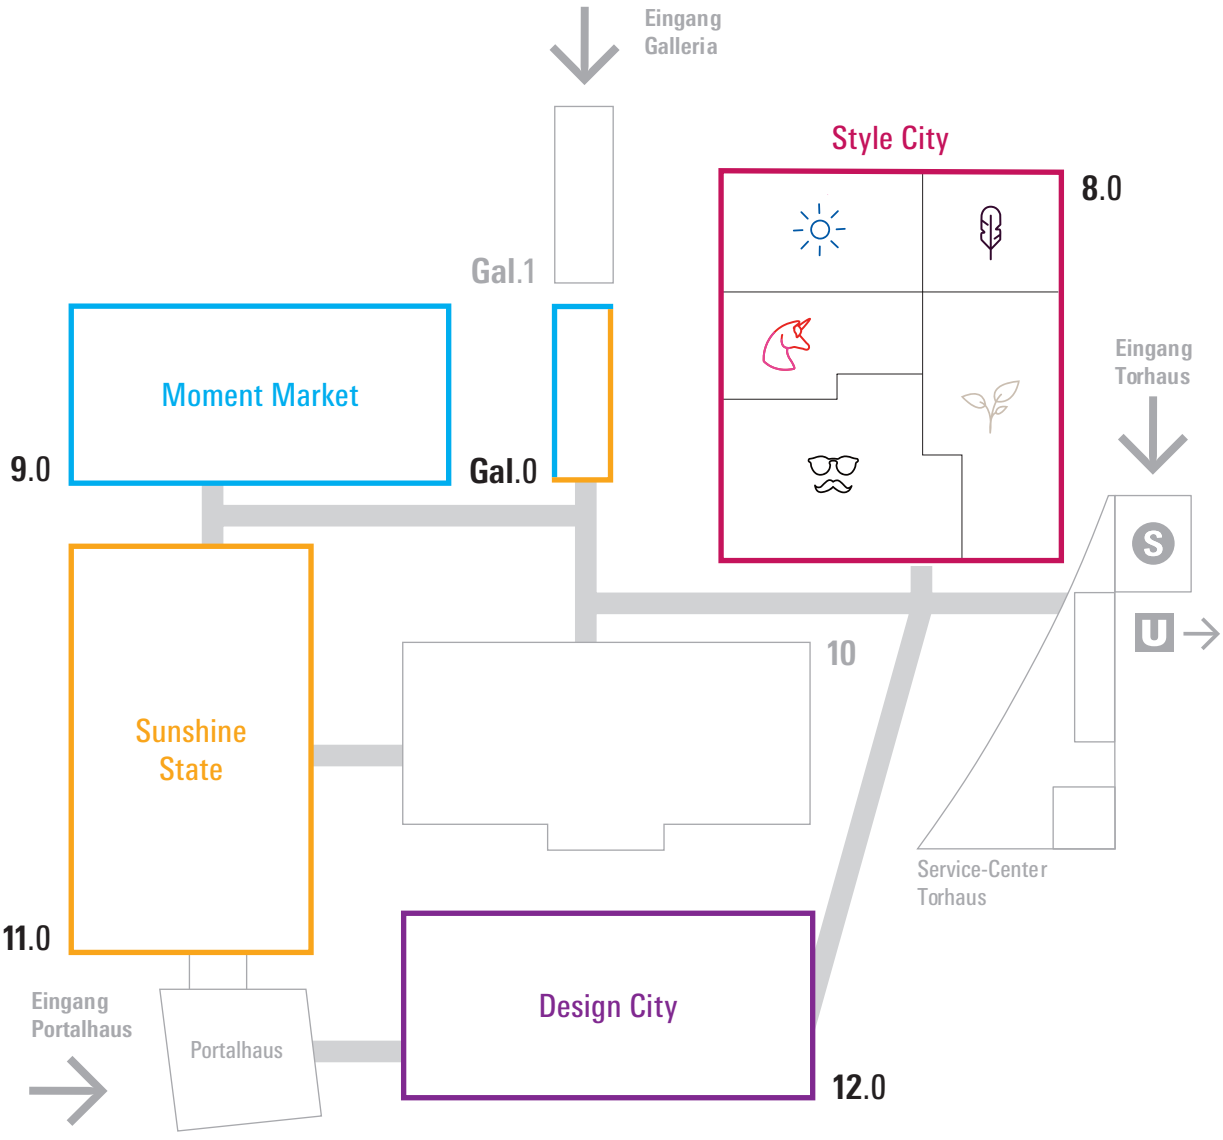 Eingang
Galleria
Style City
8.0
Gal.1
Eingang
Torhaus
Moment Market
9.0
Gal.0
S
U
10
Sunshine
State
Service-Center
Torhaus
11.0
Eingang
Portalhaus
Design City
Portalhaus
12.0